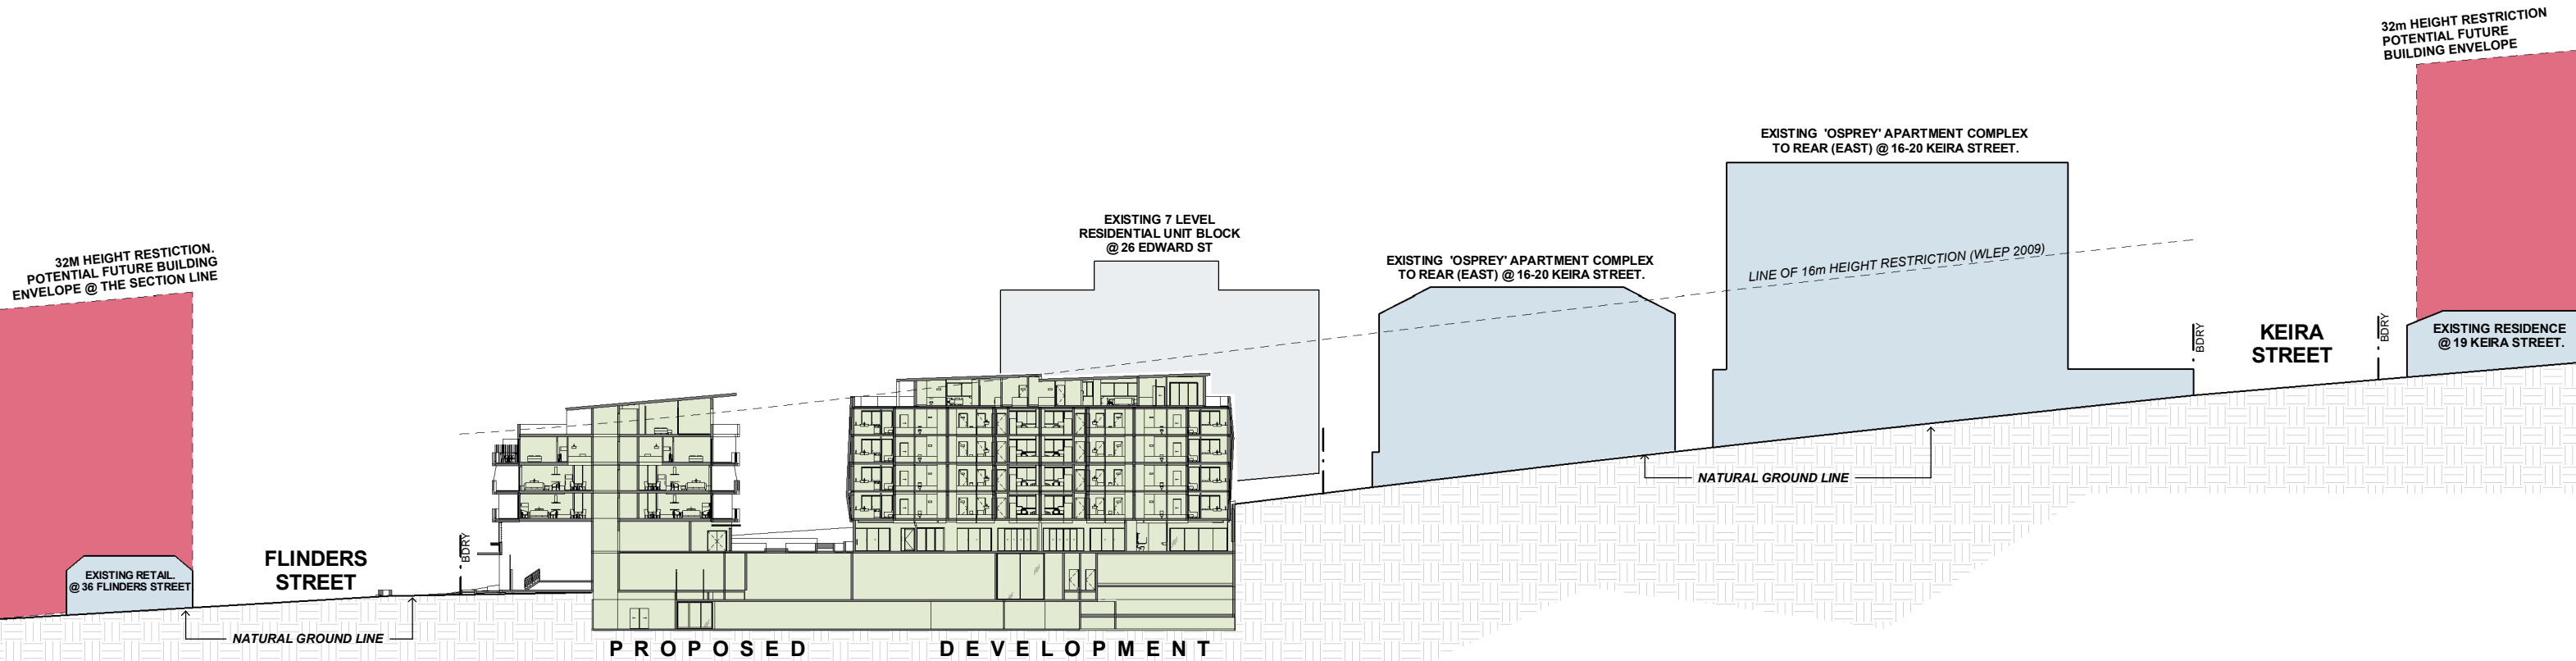 32m HEIGHT RESTRICTION
POTENTIAL FUTURE
BUILDING ENVELOPE
EXISTING 'OSPREY' APARTMENT COMPLEX
TO REAR (EAST) @ 16-20 KEIRA STREET.
EXISTING 7 LEVEL
RESIDENTIAL UNIT BLOCK
@ 26 EDWARD ST
32M HEIGHT RESTICTION.
POTENTIAL FUTURE BUILDING
ENVELOPE @ THE SECTION LINE
EXISTING 'OSPREY' APARTMENT COMPLEX
TO REAR (EAST) @ 16-20 KEIRA STREET.
LINE OF 16m HEIGHT RESTRICTION (WLEP 2009)
BDRY
KEIRA
STREET
BDRY
EXISTING RESIDENCE
@ 19 KEIRA STREET.
NATURAL GROUND LINE
FLINDERS
STREET
BDRY
EXISTING RETAIL.
@ 36 FLINDERS STREET
NATURAL GROUND LINE
PROPOSED DEVELOPMENT